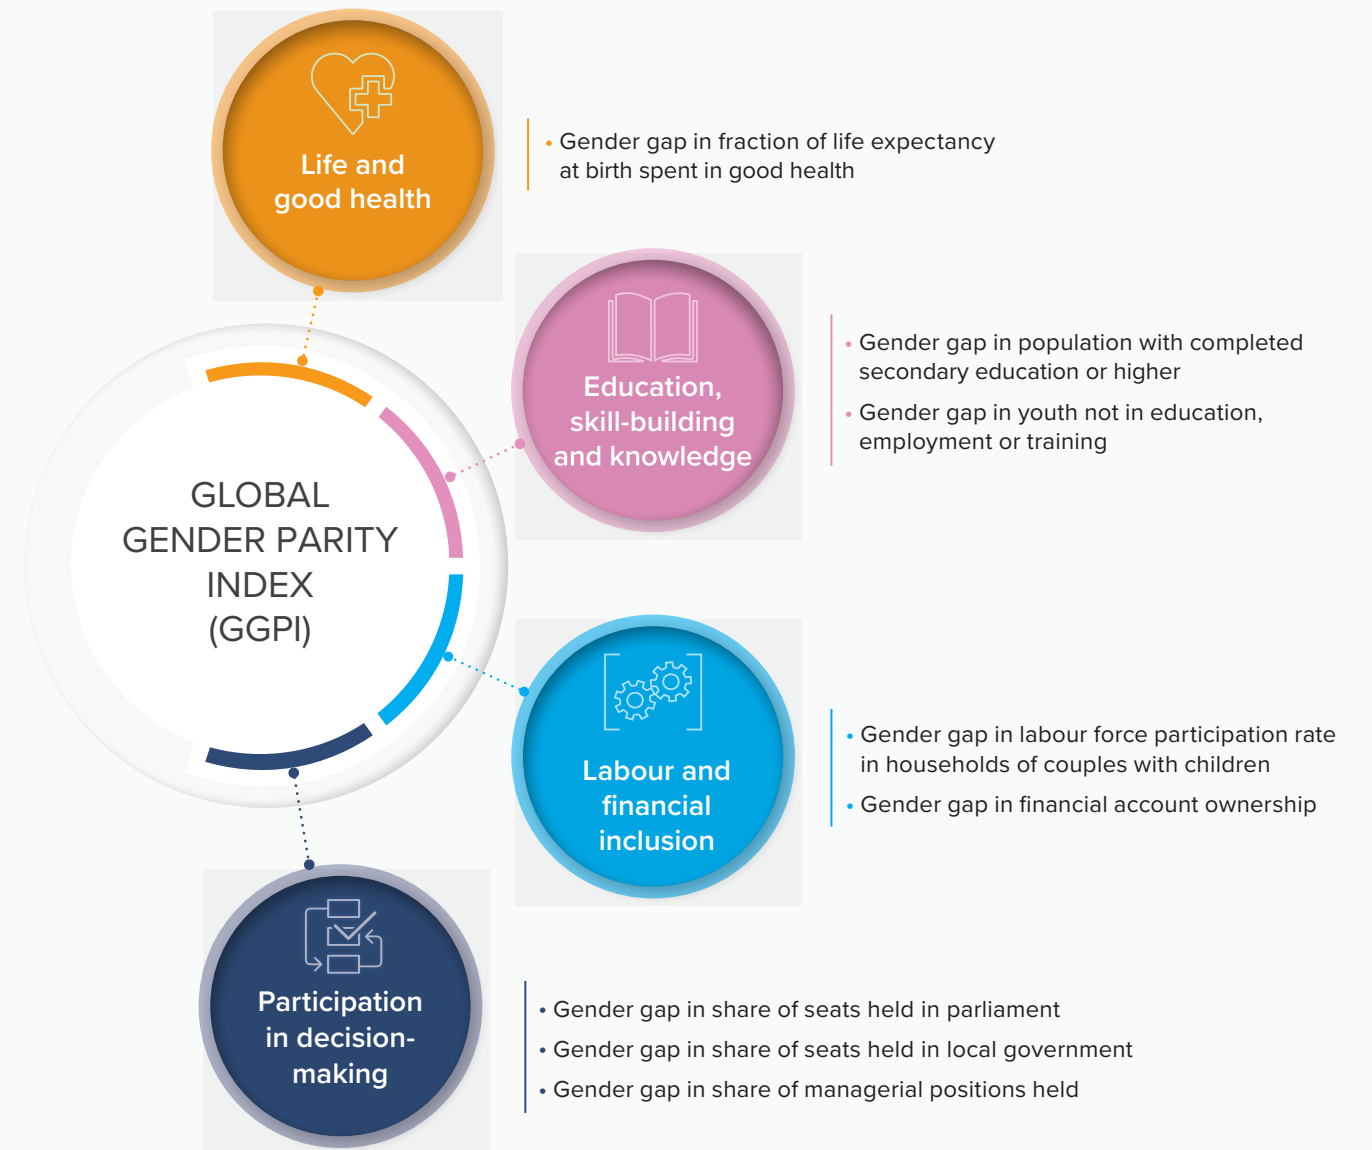 Life and
good health
• Gender gap in fraction of life expectancy
at birth spent in good health
Education,
skill-building
and knowledge
• Gender gap in population with completed
secondary education or higher
• Gender gap in youth not in education,
employment or training
GLOBAL
GENDER PARITY
INDEX
(GGPI)
Labour and
financial
inclusion
• Gender gap in labour force participation rate
in households of couples with children
• Gender gap in financial account ownership
Participation
in decision-
making
• Gender gap in share of seats held in parliament
• Gender gap in share of seats held in local government
• Gender gap in share of managerial positions held